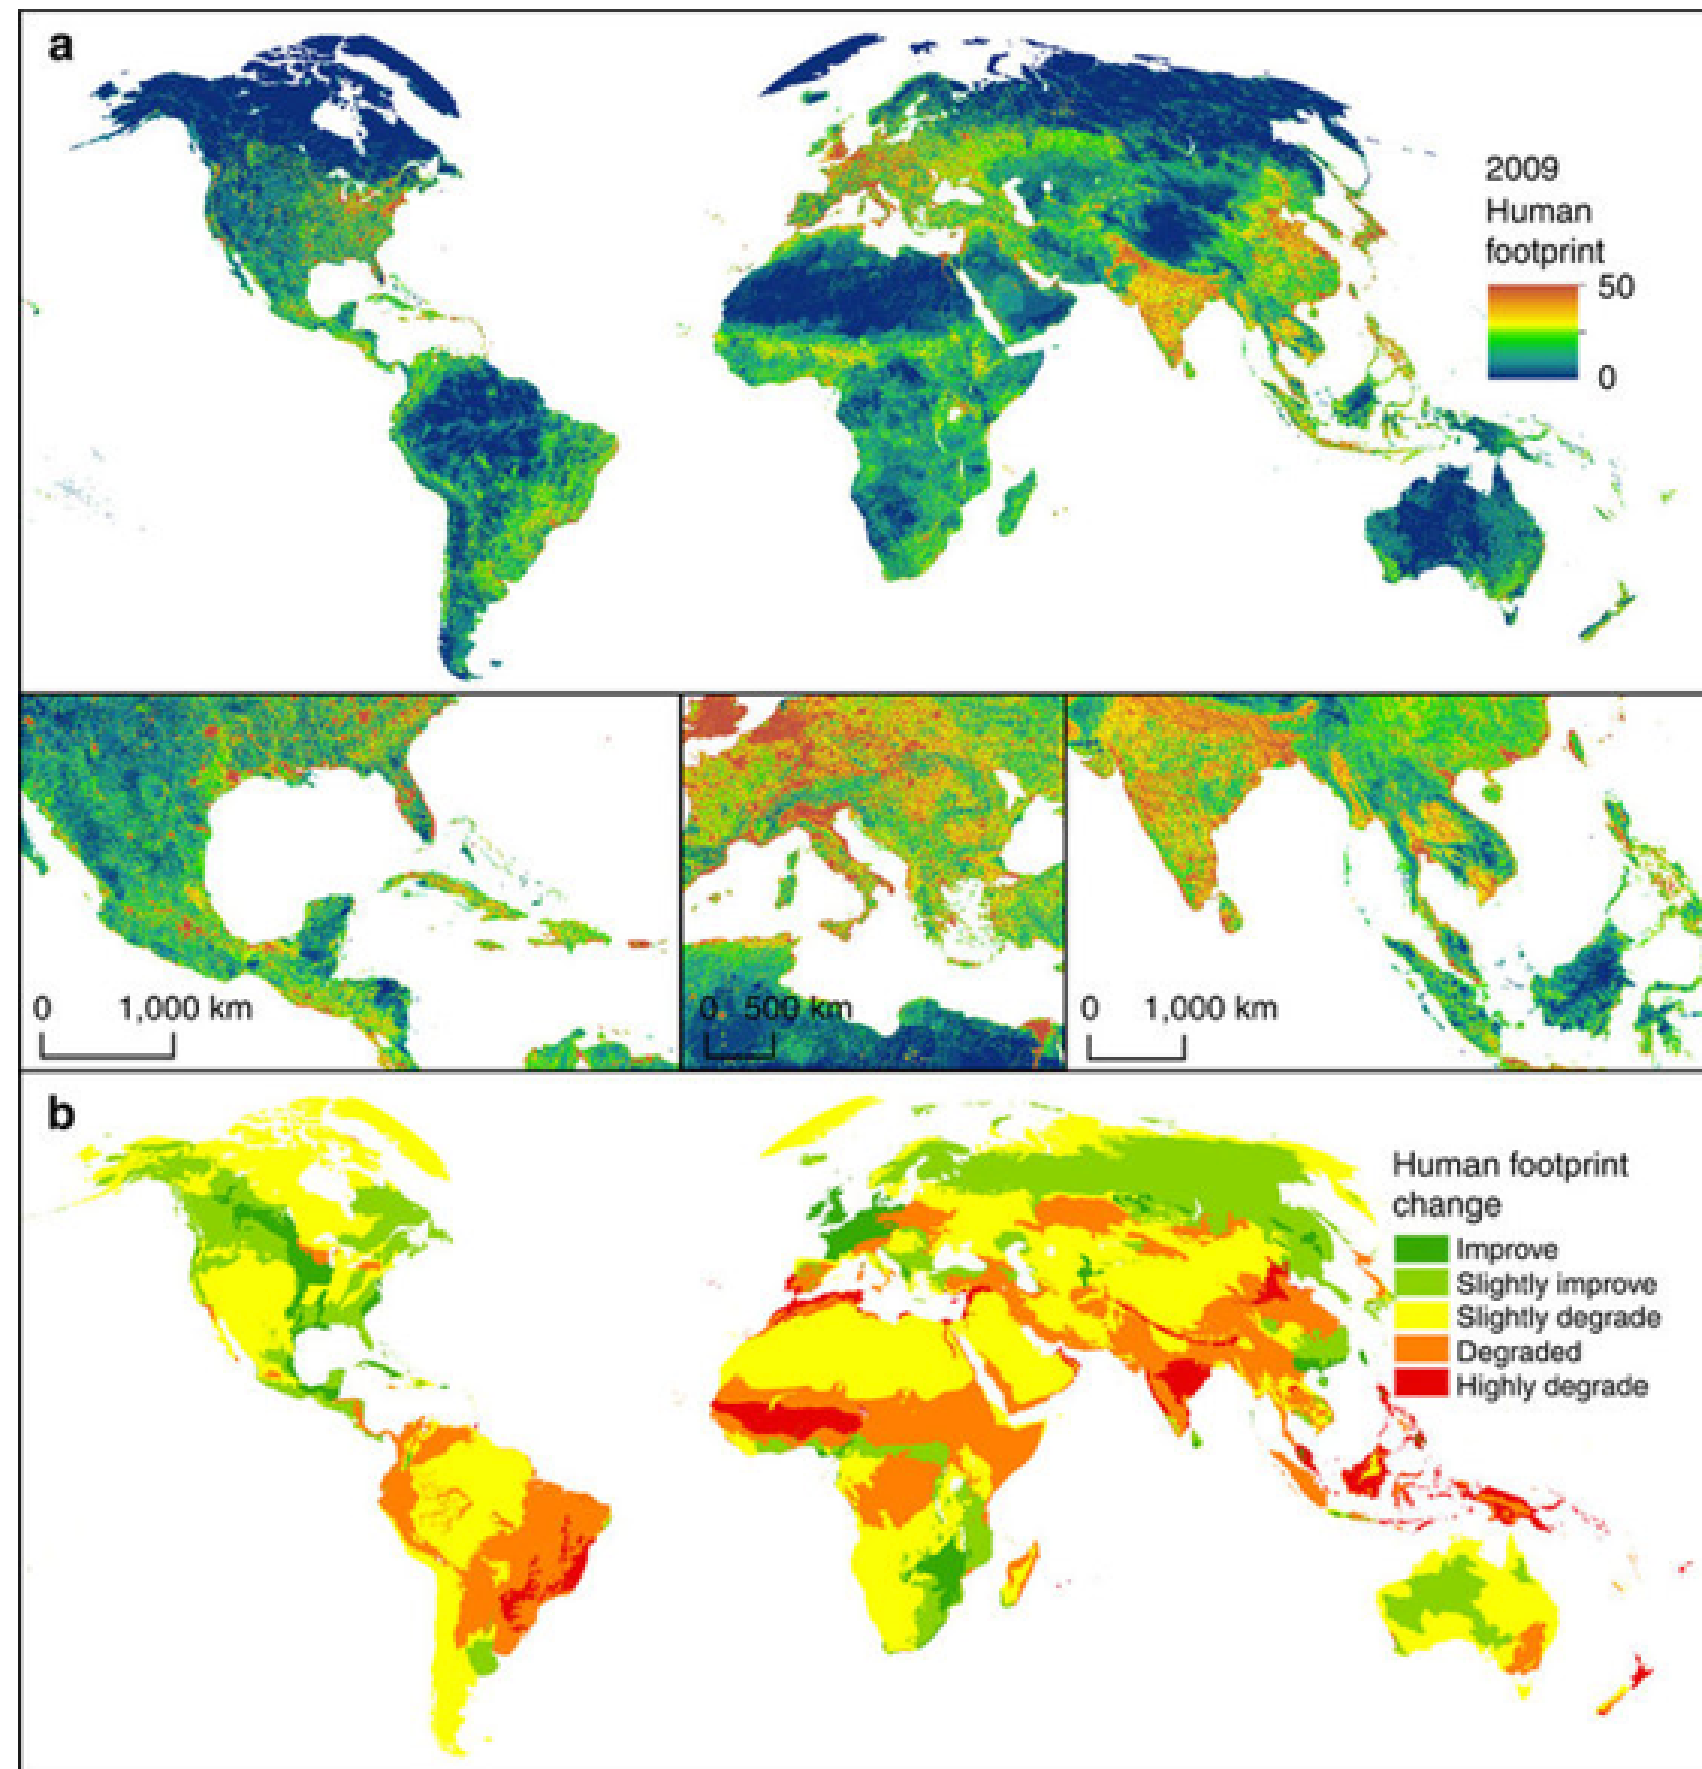 a
2009
Human
footprint
50
0
0 1,000 km
0 500 km
0 1,000 km
b
Human footprint
change
Improve
Slightly improve
Slightly degrade
Degraded
Highly degrade